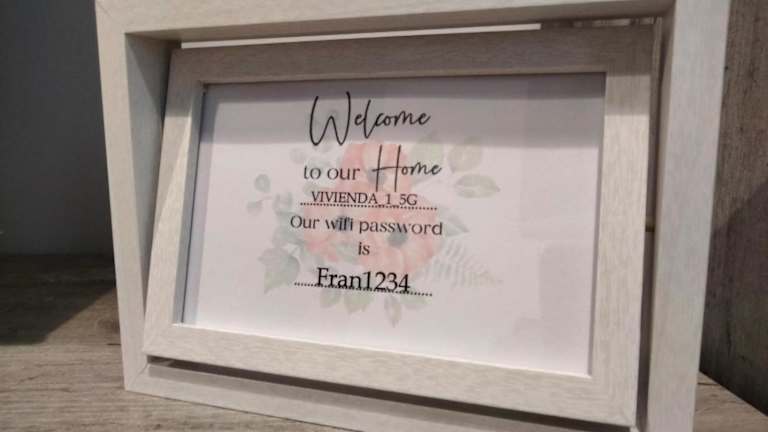 Welcome
to our Home
VIVIENDA_1_5G
Our wifi password
is
Fran1234